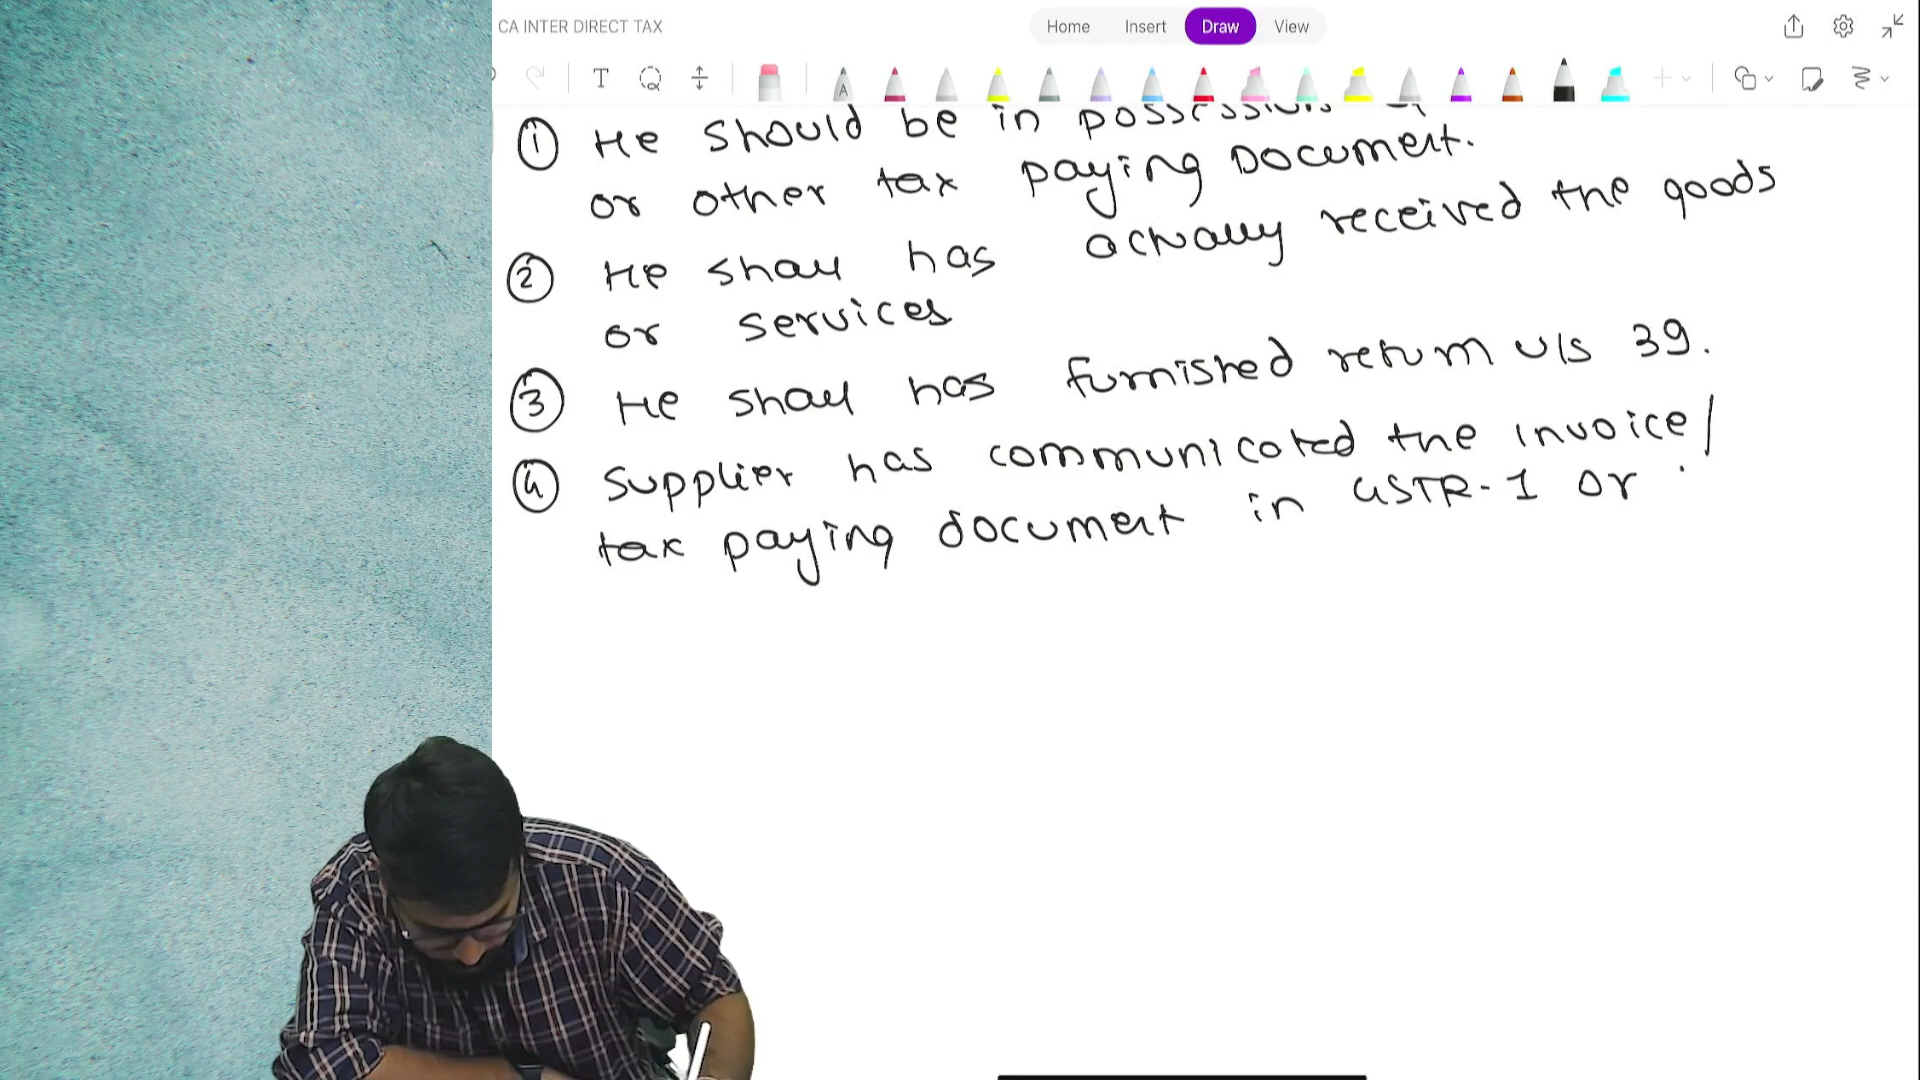 CA INTER DIRECT TAX
Home Insert Draw View
① He should be in possession
or other tax paying Document.
② He shall has actually received the goods
or services
③ He shall has furnished return u/s 39.
④ Supplier has communicated the invoice/
tax paying document in GSTR-1 or